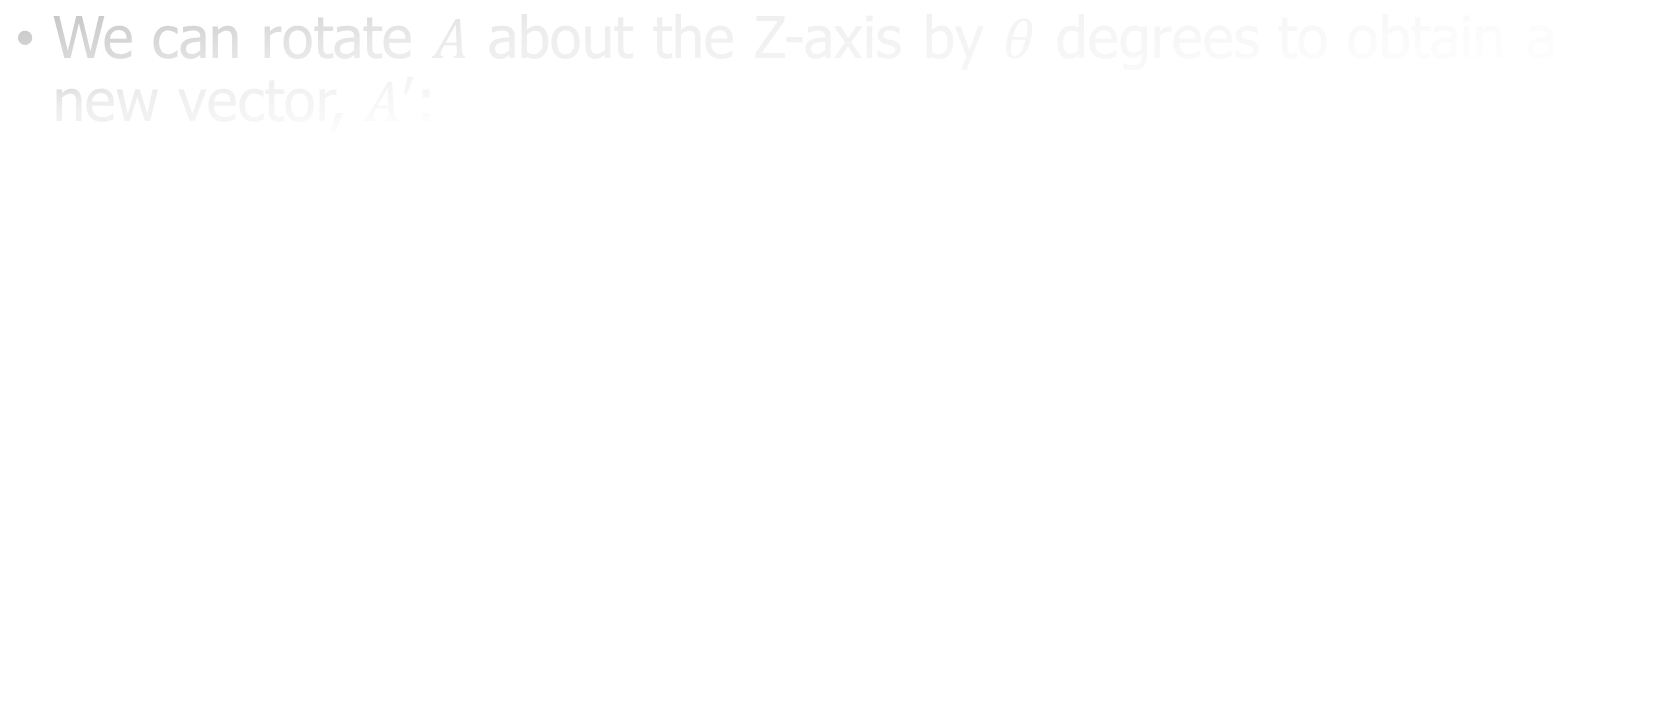 • We can rotate A about the Z-axis by θ degrees to obtain a
new vector, A′: